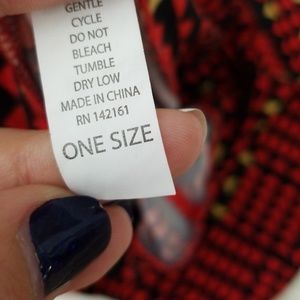 GENTLE
CYCLE
DO NOT
BLEACH
TUMBLE
DRY LOW
MADE IN CHINA
RN 142161
ONE SIZE